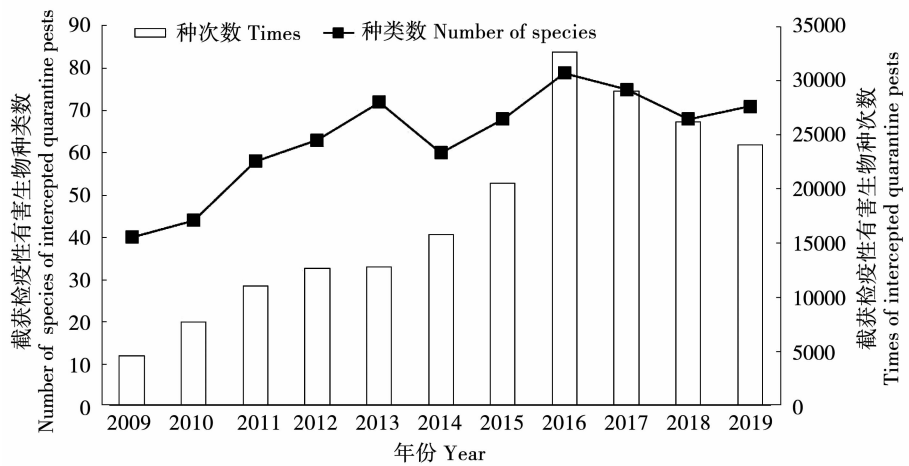 种次数 Times
种类数 Number of species
截获检疫性有害生物种类数
Number of species of intercepted quarantine pests
90
80
70
60
50
40
30
20
10
0
35000
30000
25000
20000
15000
10000
5000
0
截获检疫性有害生物种次数
Times of intercepted quarantine pests
2009 2010 2011 2012 2013 2014 2015 2016 2017 2018 2019
年份 Year